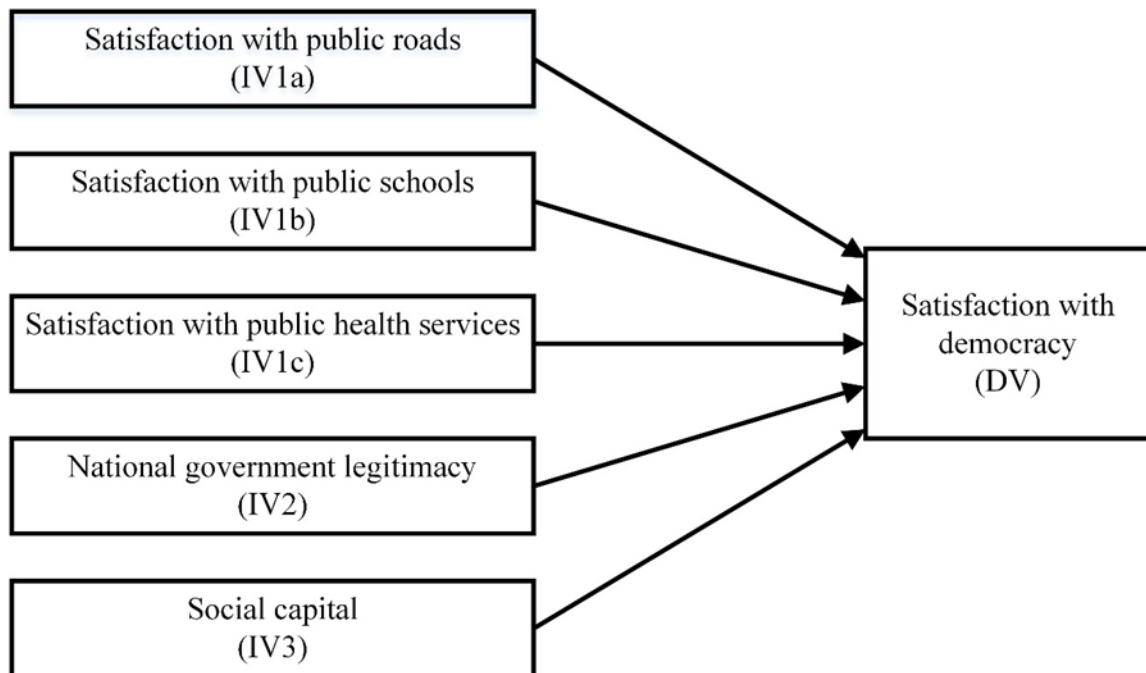 Satisfaction with public roads
(IV1a)
Satisfaction with public schools
(IV1b)
Satisfaction with public health services
(IV1c)
National government legitimacy
(IV2)
Social capital
(IV3)
Satisfaction with
democracy
(DV)